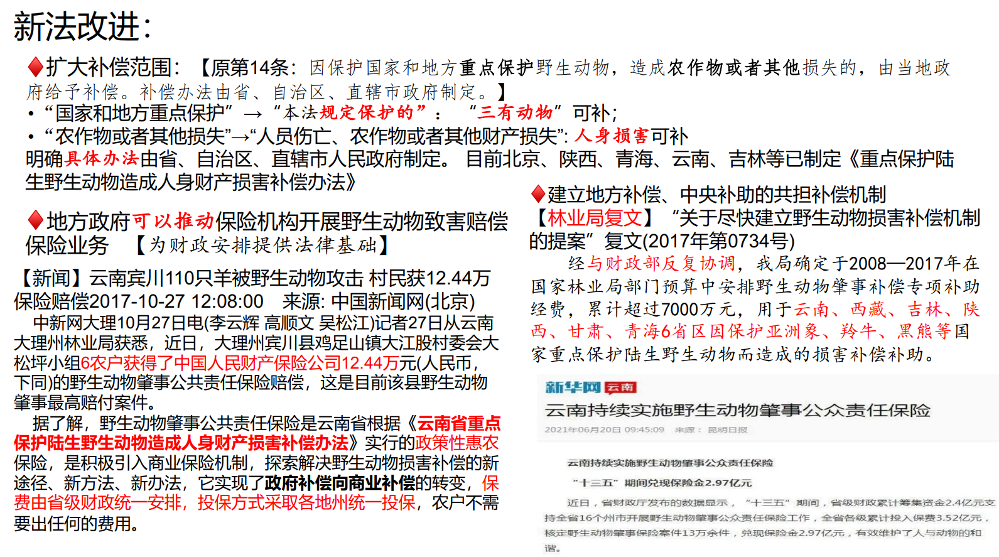 新法改进：
扩大补偿范围：【原第14条：因保护国家和地方重点保护野生动物，造成农作物或者其他损失的，由当地政
府给予补偿。补偿办法由省、自治区、直辖市政府制定。】
• “国家和地方重点保护” → “本法规定保护的”： “三有动物”可补；
• “农作物或者其他损失”→“人员伤亡、农作物或者其他财产损失”: 人身损害可补
明确具体办法由省、自治区、直辖市人民政府制定。 目前北京、陕西、青海、云南、吉林等已制定《重点保护陆
生野生动物造成人身财产损害补偿办法》
地方政府可以推动保险机构开展野生动物致害赔偿
保险业务 【为财政安排提供法律基础】
【新闻】云南宾川110只羊被野生动物攻击 村民获12.44万
保险赔偿2017-10-27 12:08:00 来源: 中国新闻网(北京)
中新网大理10月27日电(李云辉 高顺文 吴松江)记者27日从云南
大理州林业局获悉，近日，大理州宾川县鸡足山镇大江股村委会大
松坪小组6农户获得了中国人民财产保险公司12.44万元(人民币，
下同)的野生动物肇事公共责任保险赔偿，这是目前该县野生动物
肇事最高赔付案件。
据了解，野生动物肇事公共责任保险是云南省根据《云南省重点
保护陆生野生动物造成人身财产损害补偿办法》实行的政策性惠农
保险，是积极引入商业保险机制，探索解决野生动物损害补偿的新
途径、新方法、新办法，它实现了政府补偿向商业补偿的转变，保
费由省级财政统一安排，投保方式采取各地州统一投保，农户不需
要出任何的费用。
建立地方补偿、中央补助的共担补偿机制
【林业局复文】“关于尽快建立野生动物损害补偿机制
的提案”复文(2017年第0734号)
经与财政部反复协调，我局确定于2008—2017年在
国家林业局部门预算中安排野生动物肇事补偿专项补助
经费，累计超过7000万元，用于云南、西藏、吉林、陕
西、甘肃、青海6省区因保护亚洲象、羚牛、黑熊等国
家重点保护陆生野生动物而造成的损害补偿补助。
新华网 云南
云南持续实施野生动物肇事公众责任保险
2021年06月20日 09:45:09 来源： 昆明日报
云南持续实施野生动物肇事公众责任保险
“十三五”期间兑现保险金2.97亿元
近日，省财政厅发布的数据显示，“十三五”期间，省级财政累计筹集资金2.4亿元支
持全省16个州市开展野生动物肇事公众责任保险工作，全省各级累计投入保费3.52亿元，
核定野生动物肇事保险案件13万余件，兑现保险金2.97亿元，有效维护了人与动物的和
谐。